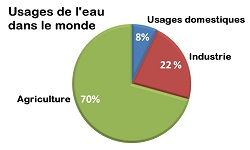 Usages de l'eau
dans le monde
Usages domestiques
8%
Industrie
22 %
Agriculture
70%